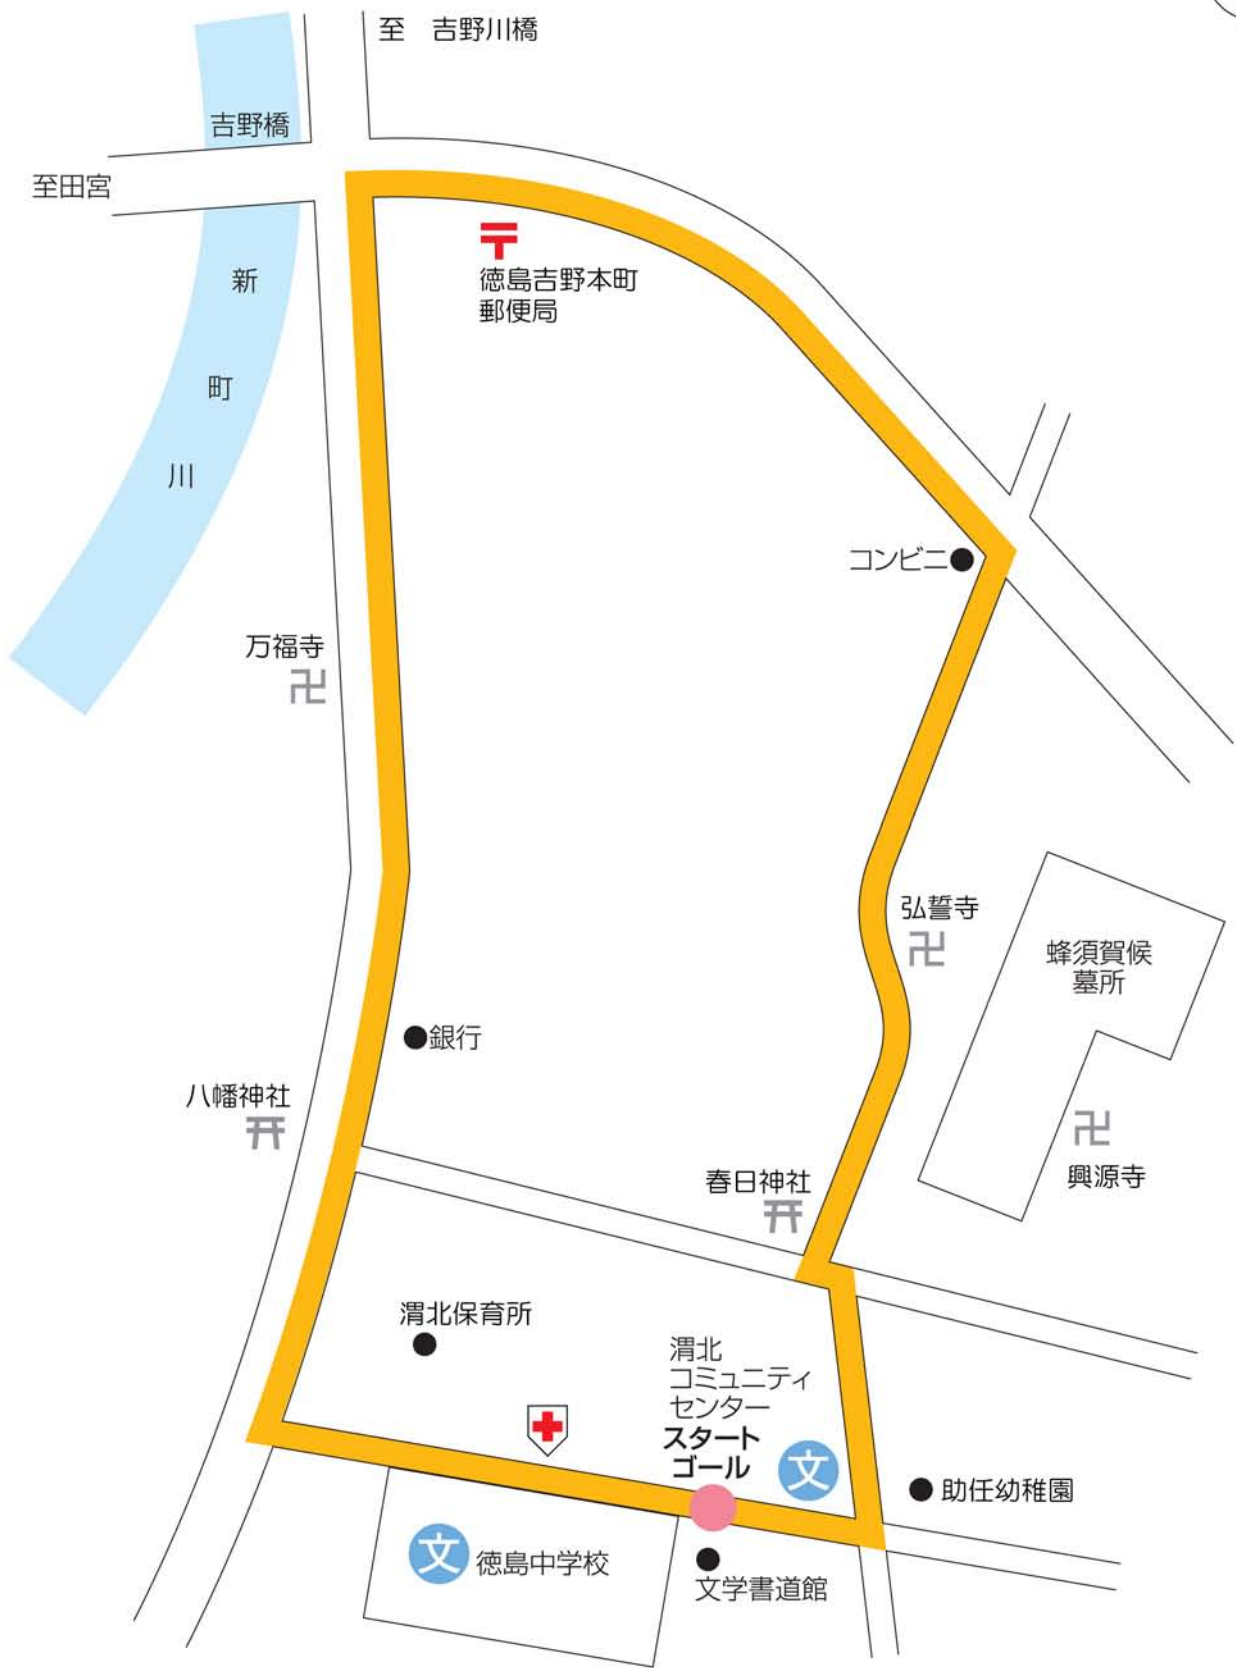 至　吉野川橋
吉野橋
至田宮
新
町
川
徳島吉野本町
郵便局
コンビニ
万福寺
弘誓寺
蜂須賀候
墓所
銀行
八幡神社
春日神社
興源寺
渭北保育所
渭北
コミュニティ
センター
スタート
ゴール
文
助任幼稚園
文
徳島中学校
文学書道館